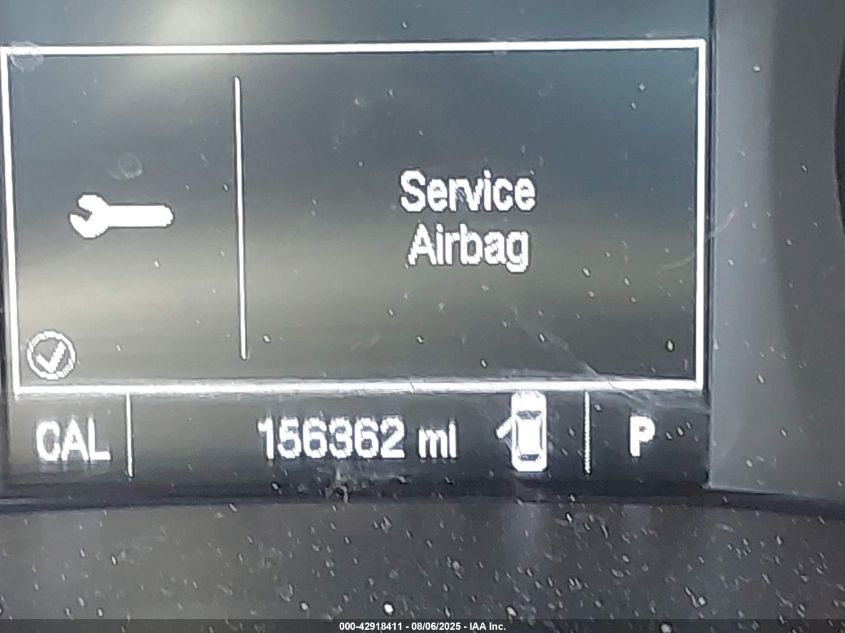 Service
Airbag
CAL 156362 mi P
000-42918411 - 08/06/2025 - IAA Inc.